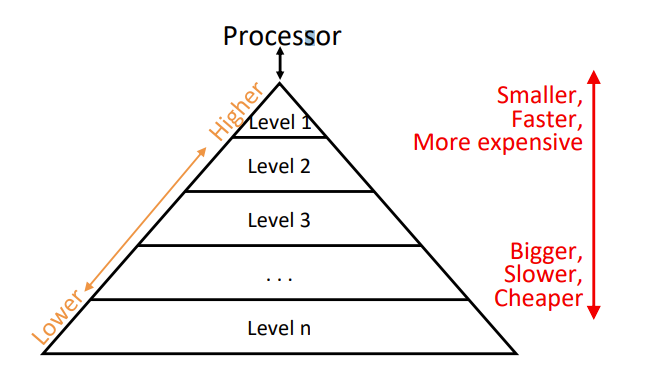 Processor
Higher
Level 1
Level 2
Level 3
. . .
Level n
Lower
Smaller,
Faster,
More expensive
Bigger,
Slower,
Cheaper